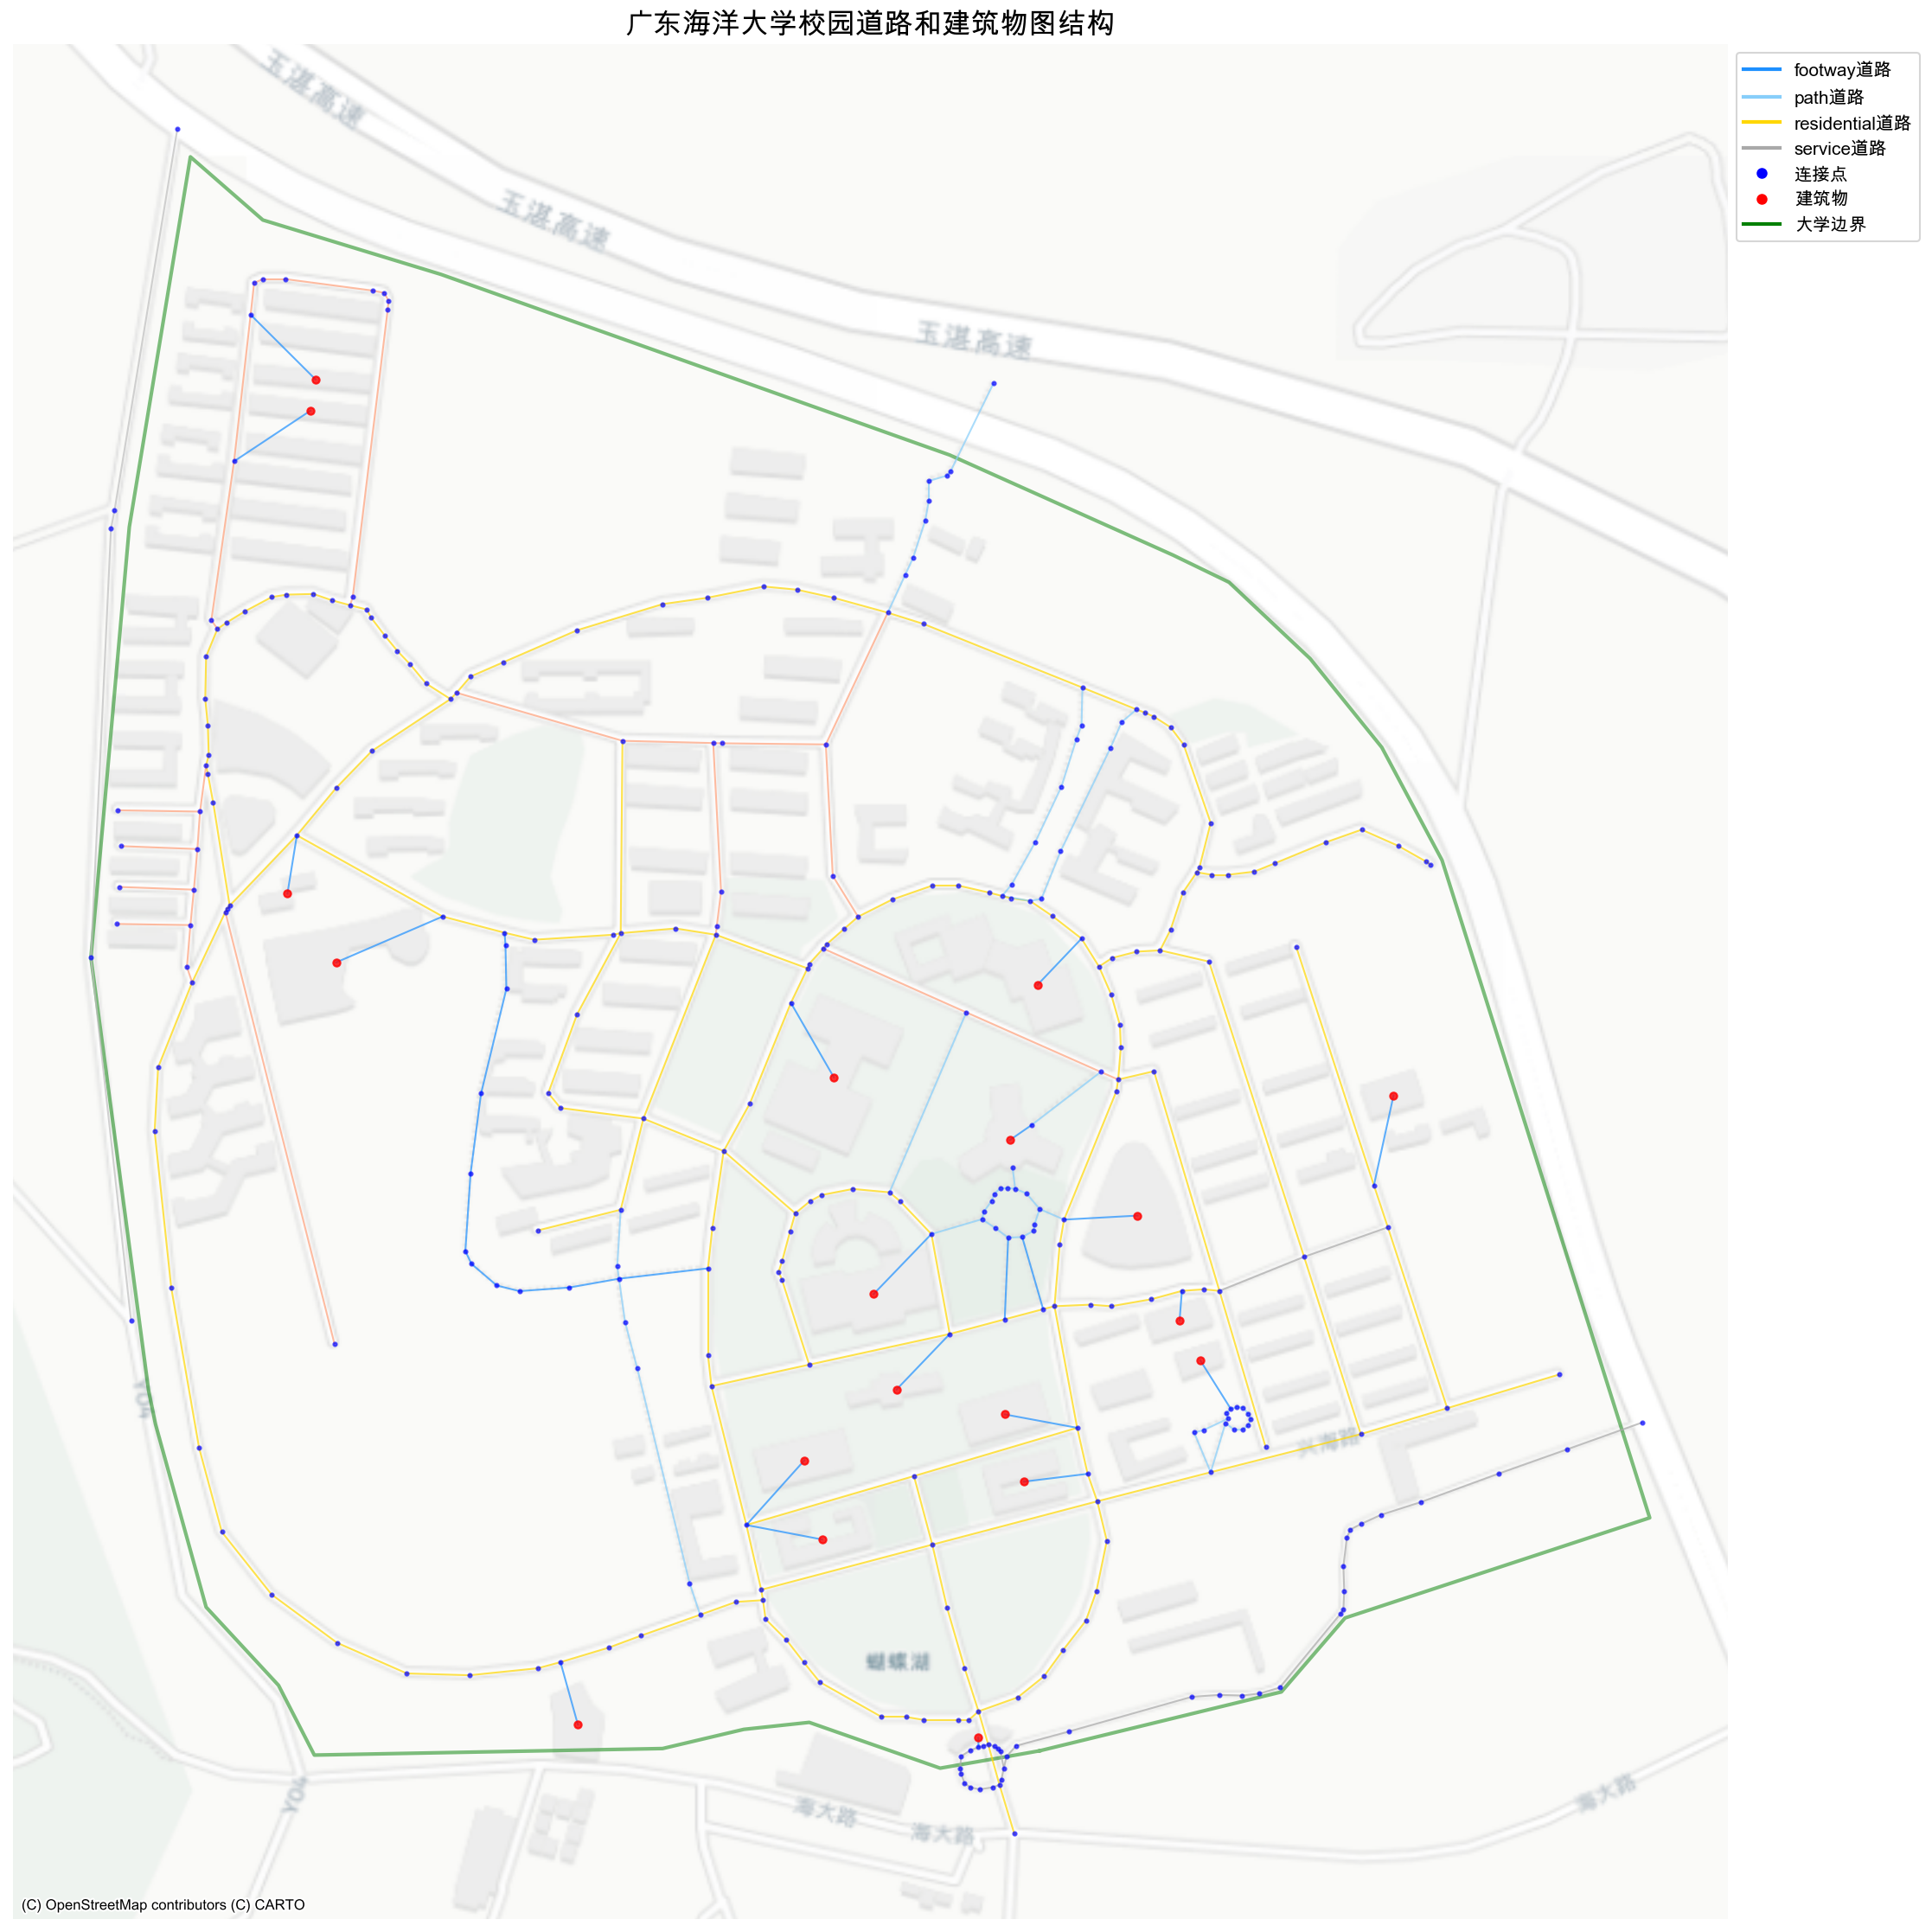 广东海洋大学校园道路和建筑物图结构
footway道路
path道路
residential道路
service道路
连接点
建筑物
大学边界
玉湛高速
玉湛高速
玉湛高速
Y04
兴海路
蝴蝶湖
Y04
海大路
海大路
海大路
(C) OpenStreetMap contributors (C) CARTO